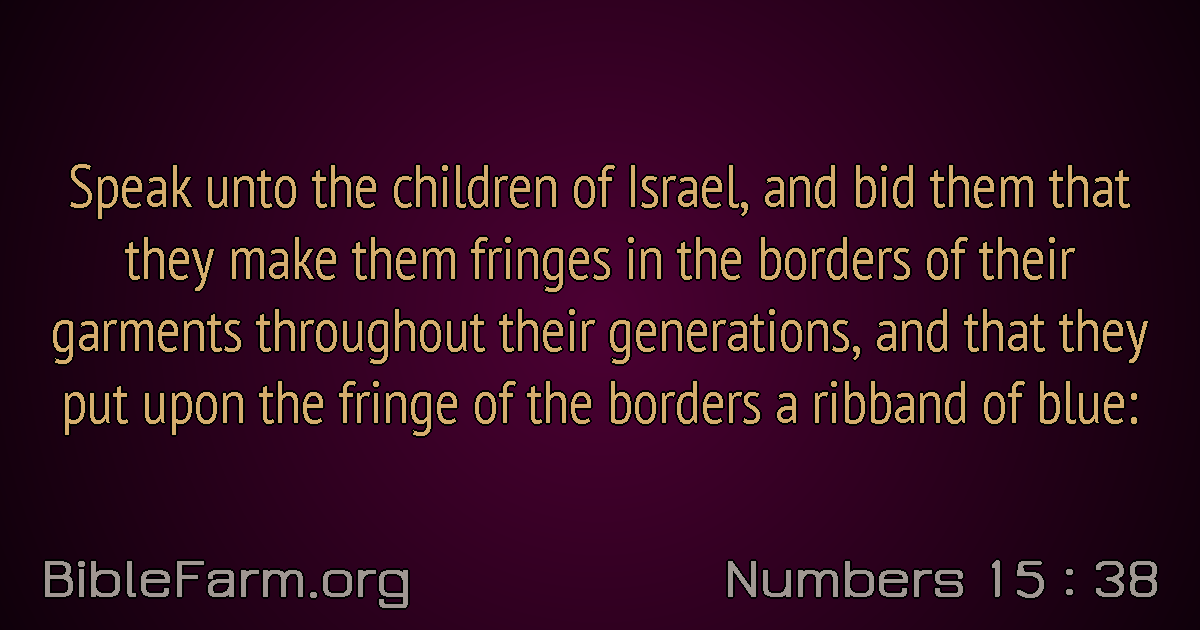 Speak unto the children of Israel, and bid them that
they make them fringes in the borders of their
garments throughout their generations, and that they
put upon the fringe of the borders a ribband of blue:
BibleFarm.org
Numbers 15 : 38